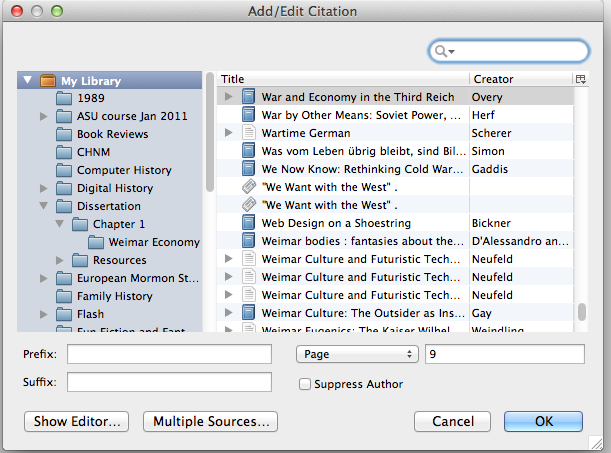 Add/Edit Citation
My Library
1989
ASU course Jan 2011
Book Reviews
CHNM
Computer History
Digital History
Dissertation
Chapter 1
Weimar Economy
Resources
European Mormon St...
Family History
Flash
Fun Fiction and Fant
Title Creator
War and Economy in the Third Reich Overy
War by Other Means: Soviet Power, ... Herf
Wartime German Scherer
Was vom Leben übrig bleibt, sind Bil... Simon
We Now Know: Rethinking Cold War... Gaddis
"We Want with the West" .
"We Want with the West" .
Web Design on a Shoestring Bickner
Weimar bodies : fantasies about the... D'Alessandro an...
Weimar Culture and Futuristic Tech... Neufeld
Weimar Culture and Futuristic Tech... Neufeld
Weimar Culture and Futuristic Tech... Neufeld
Weimar Culture: The Outsider as Ins... Gay
Weimar Eugenics: The Kaiser Wilhel... Weindling
Prefix: Page 9
Suffix: Suppress Author
Show Editor... Multiple Sources... Cancel OK